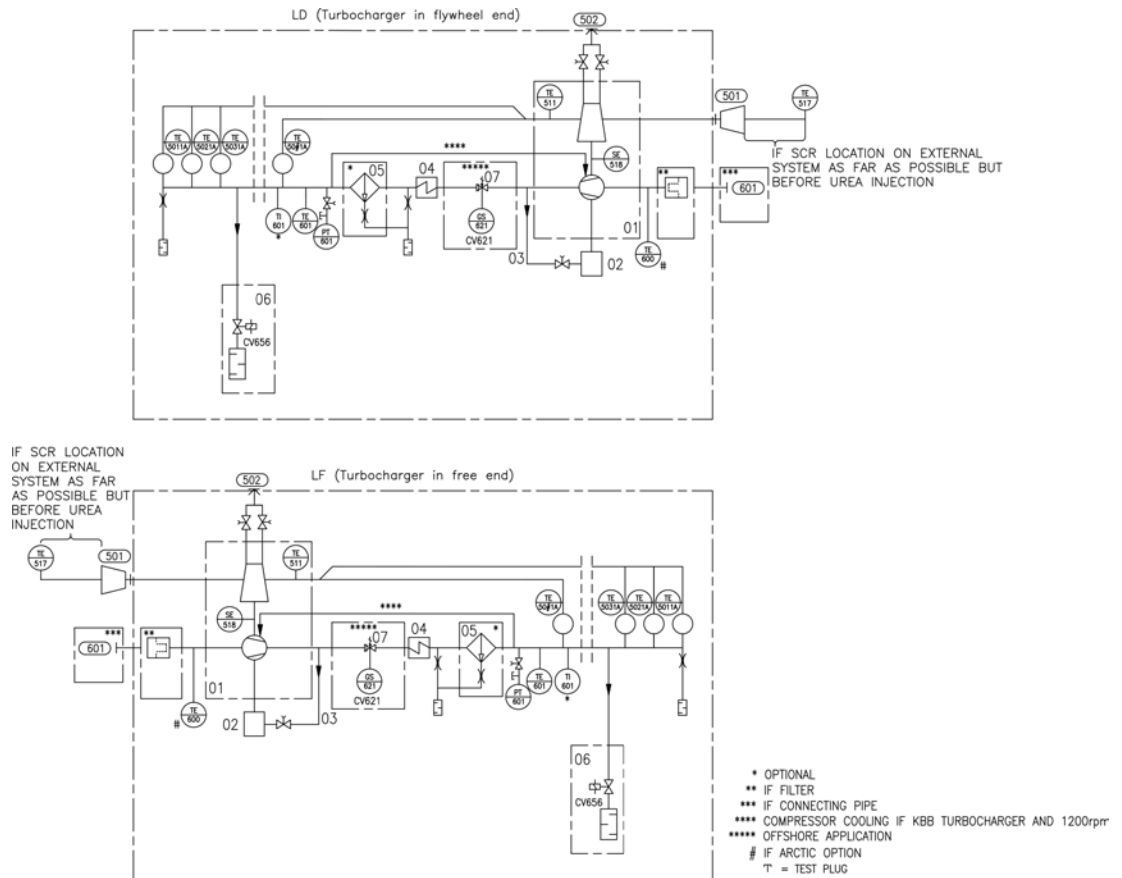 LD (Turbocharger in flywheel end)
502
TE
511
501
TE
517
TE
5011A
TE
5021A
TE
5031A
IF SCR LOCATION ON EXTERNAL
SYSTEM AS FAR AS POSSIBLE BUT
BEFORE UREA INJECTION
****
SE
518
*
05
04
*****
07
**
***
601
TI
601
*
TE
601
PT
601
GS
621
CV621
01
03
02
TE
600
#
06
CV656
IF SCR LOCATION
ON EXTERNAL
SYSTEM AS FAR
AS POSSIBLE BUT
BEFORE UREA
INJECTION
LF (Turbocharger in free end)
502
TE
517
501
TE
511
TE
5031A
TE
5021A
TE
5011A
SE
518
****
***
601
**
*****
07
04
05
*
01
GS
621
CV621
PT
601
TE
601
TI
601
*
#
TE
600
02
03
06
CV656
* OPTIONAL
** IF FILTER
*** IF CONNECTING PIPE
**** COMPRESSOR COOLING IF KBB TURBOCHARGER AND 1200rpm
***** OFFSHORE APPLICATION
# IF ARCTIC OPTION
T = TEST PLUG